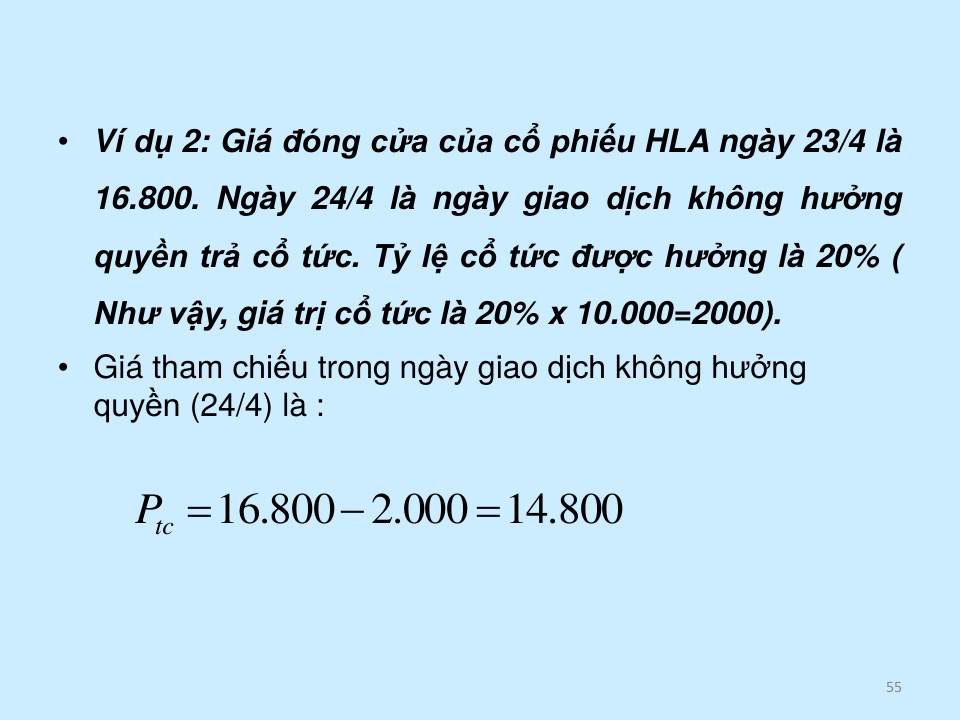 • Ví dụ 2: Giá đóng cửa của cổ phiếu HLA ngày 23/4 là
16.800. Ngày 24/4 là ngày giao dịch không hưởng
quyền trả cổ tức. Tỷ lệ cổ tức được hưởng là 20% (
Như vậy, giá trị cổ tức là 20% x 10.000=2000).
• Giá tham chiếu trong ngày giao dịch không hưởng
quyền (24/4) là :
P_tc = 16.800 − 2.000 = 14.800
55